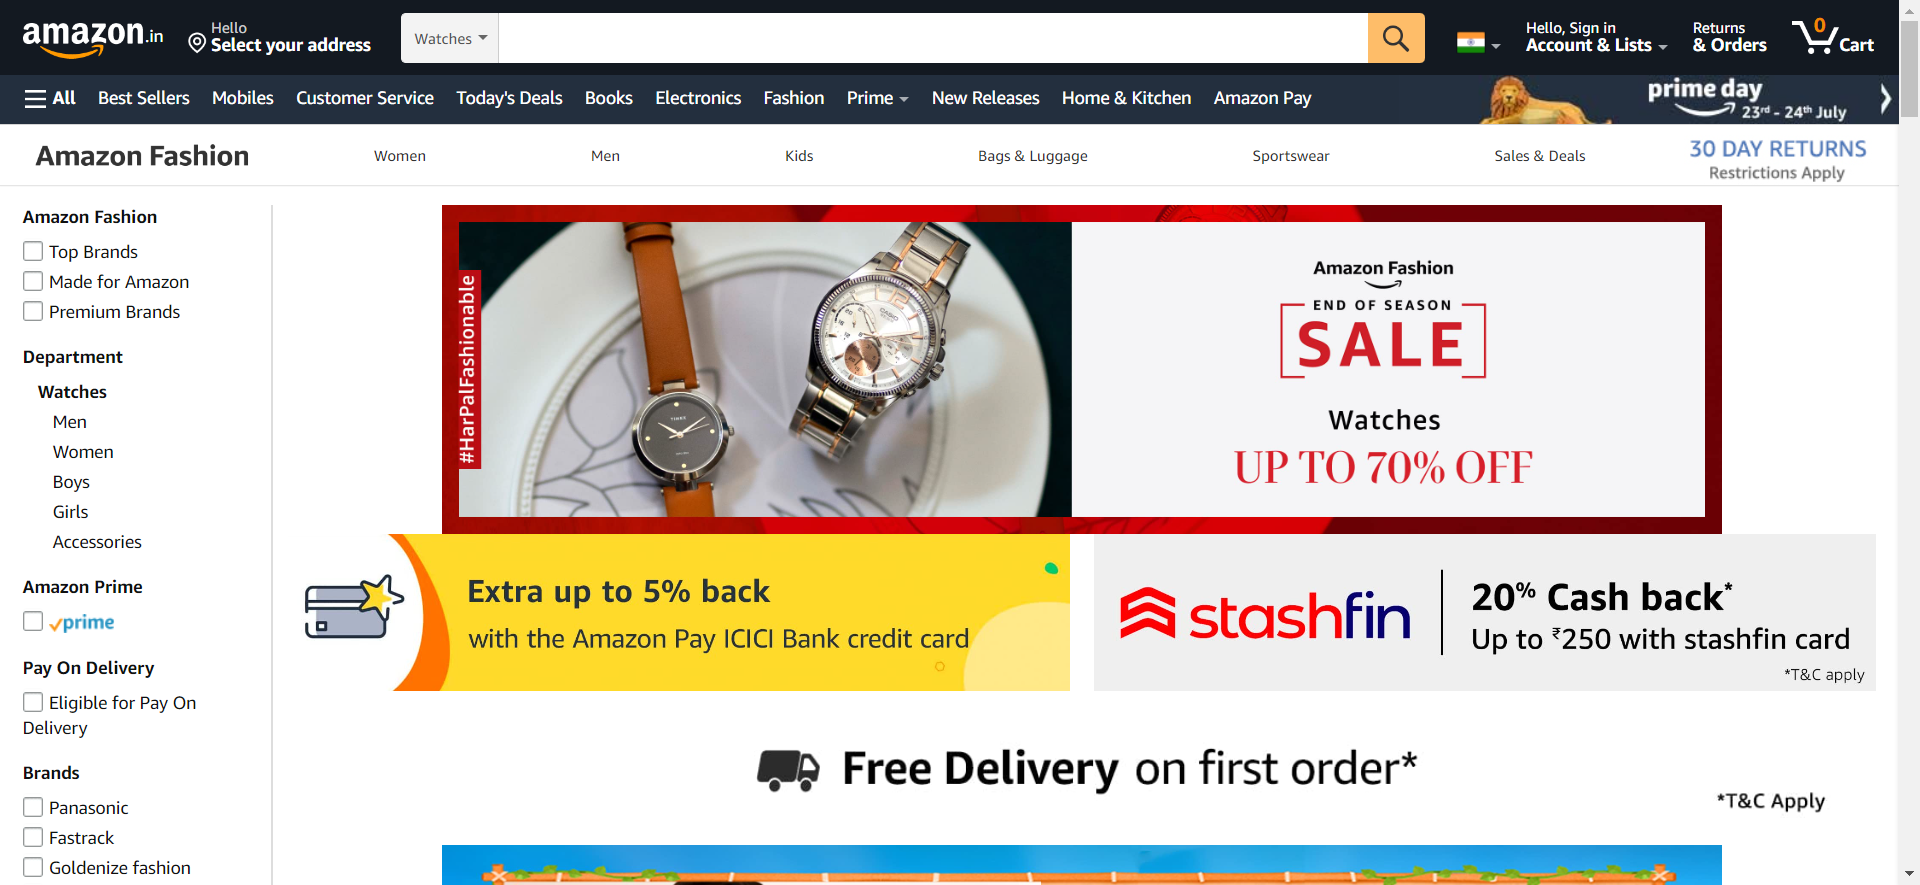 amazon.in
Hello
Select your address
Watches
Hello, Sign in
Account & Lists
Returns
& Orders
0
Cart
All
Best Sellers
Mobiles
Customer Service
Today's Deals
Books
Electronics
Fashion
Prime
New Releases
Home & Kitchen
Amazon Pay
prime day
23rd - 24th July
Amazon Fashion
Women
Men
Kids
Bags & Luggage
Sportswear
Sales & Deals
30 DAY RETURNS
Restrictions Apply
Amazon Fashion
Top Brands
Made for Amazon
Premium Brands
Department
Watches
Men
Women
Boys
Girls
Accessories
Amazon Prime
prime
Pay On Delivery
Eligible for Pay On
Delivery
Brands
Panasonic
Fastrack
Goldenize fashion
#HarPalFashionable
CASIO
TIMEX
Amazon Fashion
END OF SEASON
SALE
Watches
UP TO 70% OFF
Extra up to 5% back
with the Amazon Pay ICICI Bank credit card
stashfin
20% Cash back*
Up to ₹250 with stashfin card
*T&C apply
Free Delivery on first order*
*T&C Apply